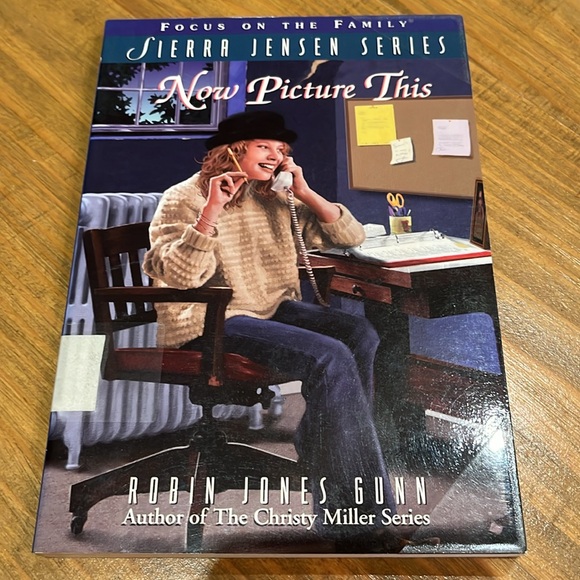 FOCUS ON THE FAMILY®
SIERRA JENSEN SERIES
Now Picture This
ROBIN JONES GUNN
Author of The Christy Miller Series